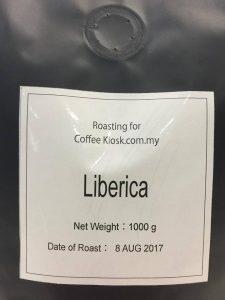 Roasting for
Coffee Kiosk.com.my
Liberica
Net Weight : 1000 g
Date of Roast : 8 AUG 2017